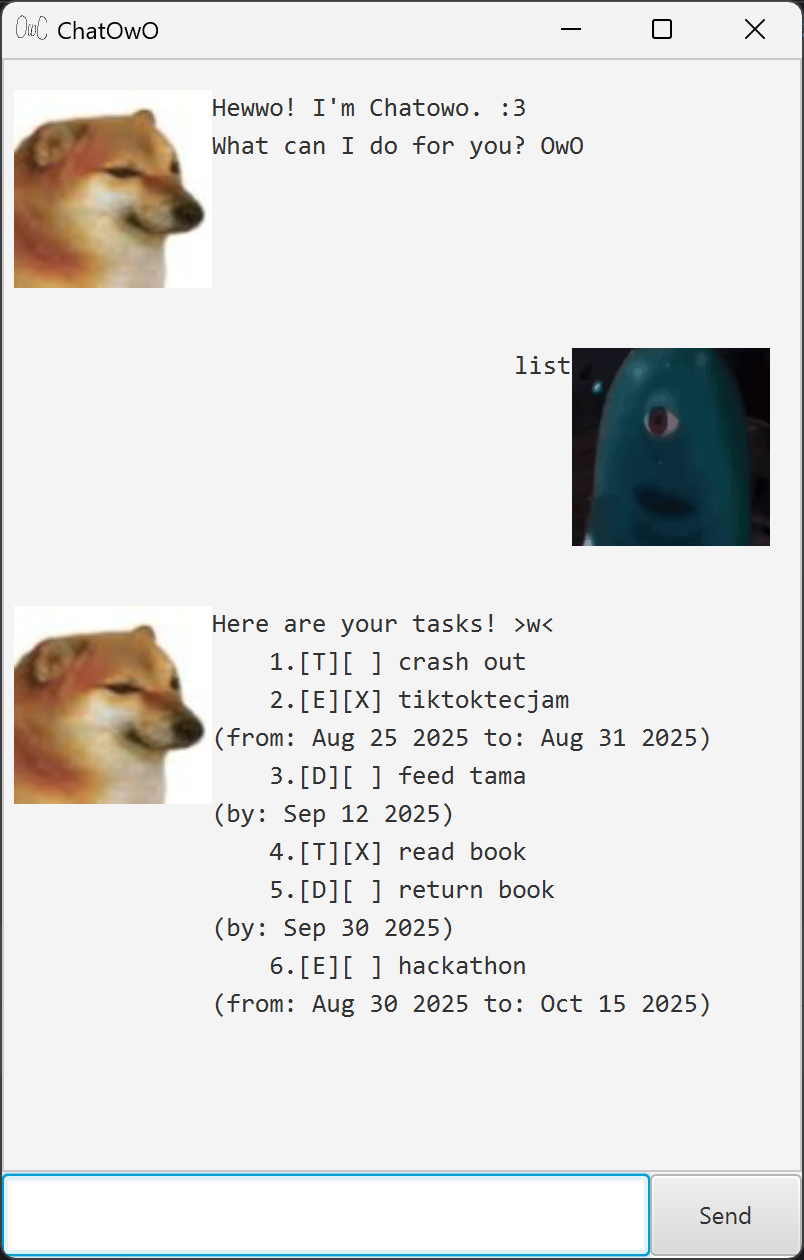 OwO ChatOwO
Hewwo! I'm Chatowo. :3
What can I do for you? OwO
list
Here are your tasks! >w<
1.[T][ ] crash out
2.[E][X] tiktoktecjam
(from: Aug 25 2025 to: Aug 31 2025)
3.[D][ ] feed tama
(by: Sep 12 2025)
4.[T][X] read book
5.[D][ ] return book
(by: Sep 30 2025)
6.[E][ ] hackathon
(from: Aug 30 2025 to: Oct 15 2025)
Send